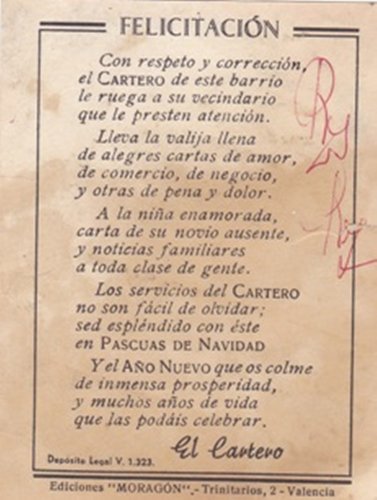 FELICITACIÓN
Con respeto y corrección,
el CARTERO de este barrio
le ruega a su vecindario
que le presten atención.
Lleva la valija llena
de alegres cartas de amor,
de comercio, de negocio,
y otras de pena y dolor.
A la niña enamorada,
carta de su novio ausente,
y noticias familiares
a toda clase de gente.
Los servicios del CARTERO
no son fácil de olvidar;
sed espléndido con éste
en PASCUAS DE NAVIDAD
Y el AÑO NUEVO que os colme
de inmensa prosperidad,
y muchos años de vida
que las podáis celebrar.
El Cartero
Depósito Legal V. 1.323.
Ediciones "MORAGÓN".- Trinitarios, 2 - Valencia